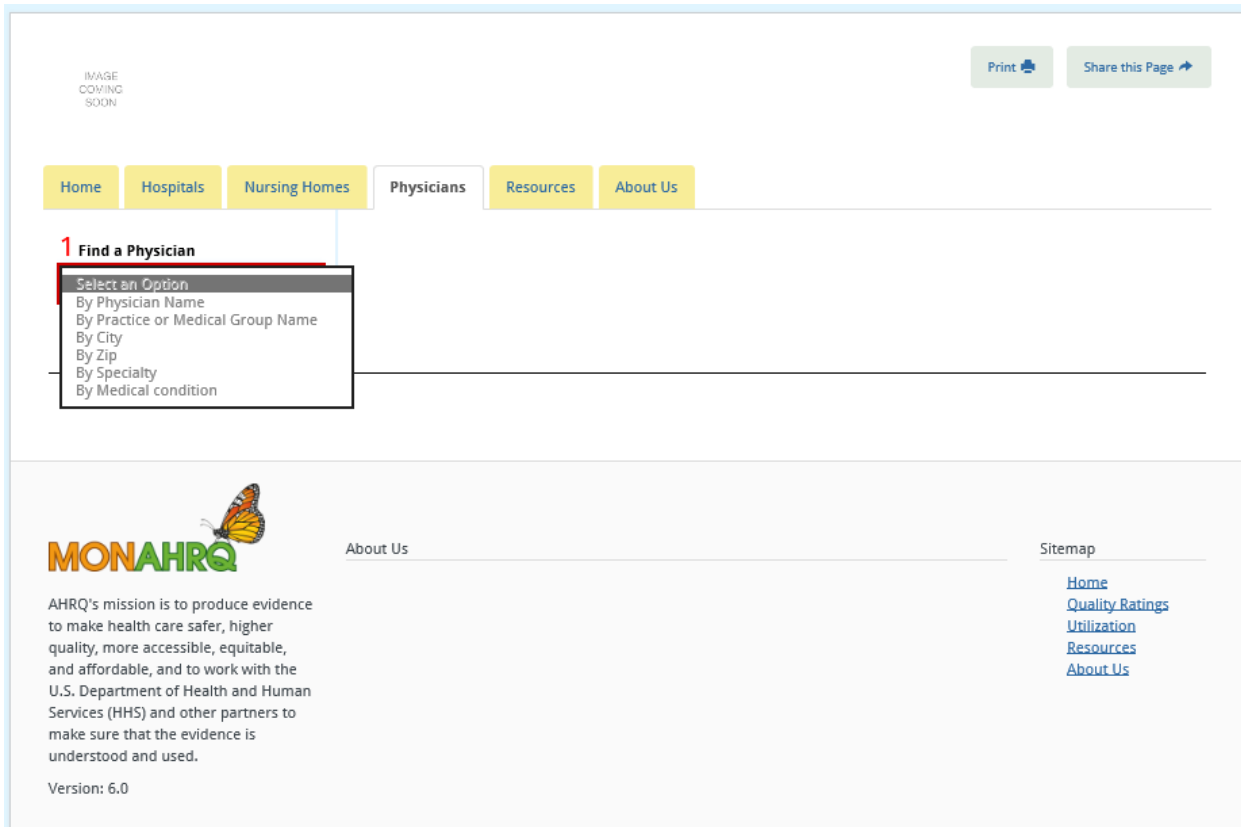 IMAGE
COMING
SOON
Print
Share this Page
Home
Hospitals
Nursing Homes
Physicians
Resources
About Us
1 Find a Physician
Select an Option
By Physician Name
By Practice or Medical Group Name
By City
By Zip
By Specialty
By Medical condition
MONAHRQ
AHRQ's mission is to produce evidence
to make health care safer, higher
quality, more accessible, equitable,
and affordable, and to work with the
U.S. Department of Health and Human
Services (HHS) and other partners to
make sure that the evidence is
understood and used.
Version: 6.0
About Us
Sitemap
Home
Quality Ratings
Utilization
Resources
About Us